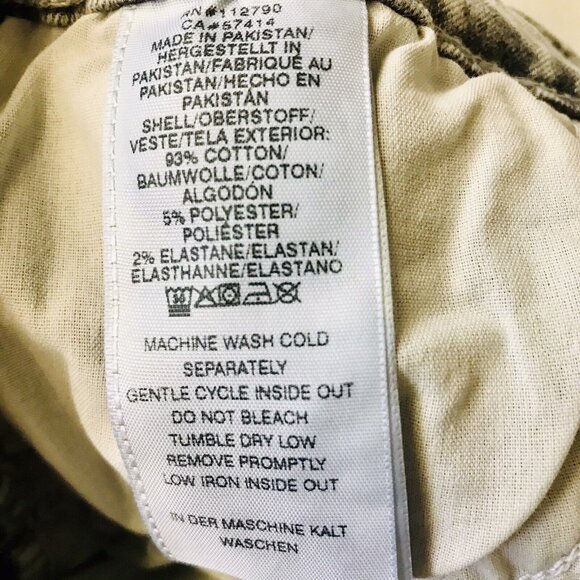 RN#112790
CA#57414
MADE IN PAKISTAN/
HERGESTELLT IN
PAKISTAN/FABRIQUÉ AU
PAKISTAN/HECHO EN
PAKISTÁN
SHELL/OBERSTOFF/
VESTE/TELA EXTERIOR:
93% COTTON/
BAUMWOLLE/COTON/
ALGODÓN
5% POLYESTER/
POLIÉSTER
2% ELASTANE/ELASTAN/
ELASTHANNE/ELASTANO
MACHINE WASH COLD
SEPARATELY
GENTLE CYCLE INSIDE OUT
DO NOT BLEACH
TUMBLE DRY LOW
REMOVE PROMPTLY
LOW IRON INSIDE OUT
IN DER MASCHINE KALT
WASCHEN